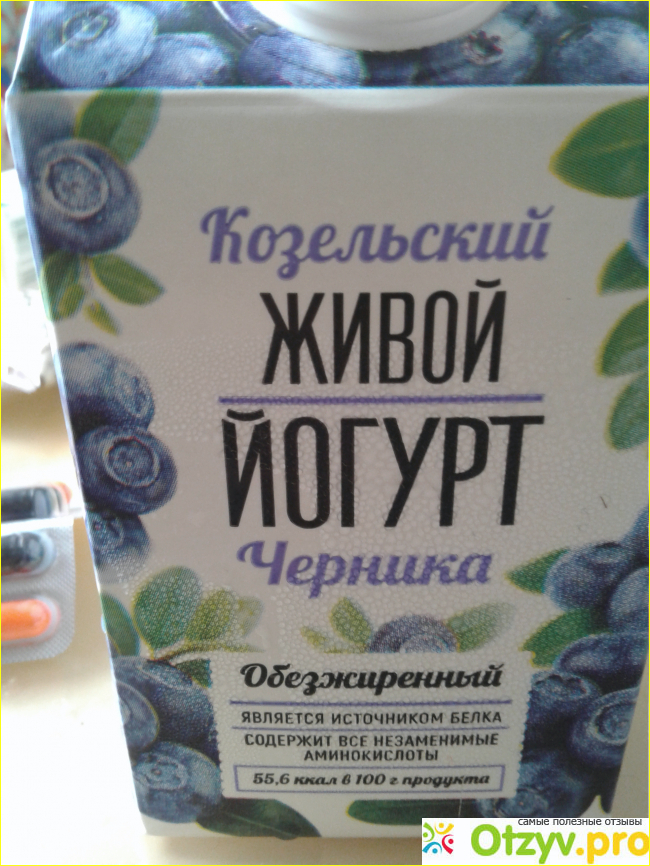 Козельский
ЖИВОЙ
ЙОГУРТ
Черника
Обезжиренный
ЯВЛЯЕТСЯ ИСТОЧНИКОМ БЕЛКА
СОДЕРЖИТ ВСЕ НЕЗАМЕНИМЫЕ
АМИНОКИСЛОТЫ
55,6 ккал в 100 г продукта
самые полезные отзывы
Otzyv.pro